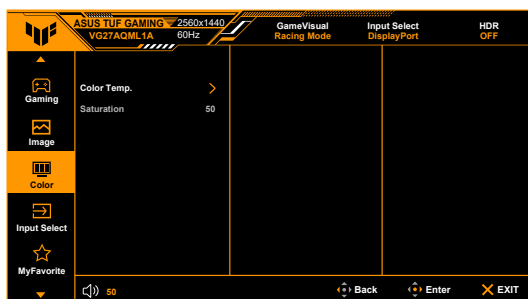 ASUS TUF GAMING 2560x1440 GameVisual Input Select HDR
VG27AQML1A 60Hz Racing Mode DisplayPort OFF
Gaming
Color Temp.
Saturation 50
Image
Color
Input Select
MyFavorite
50 Back Enter EXIT